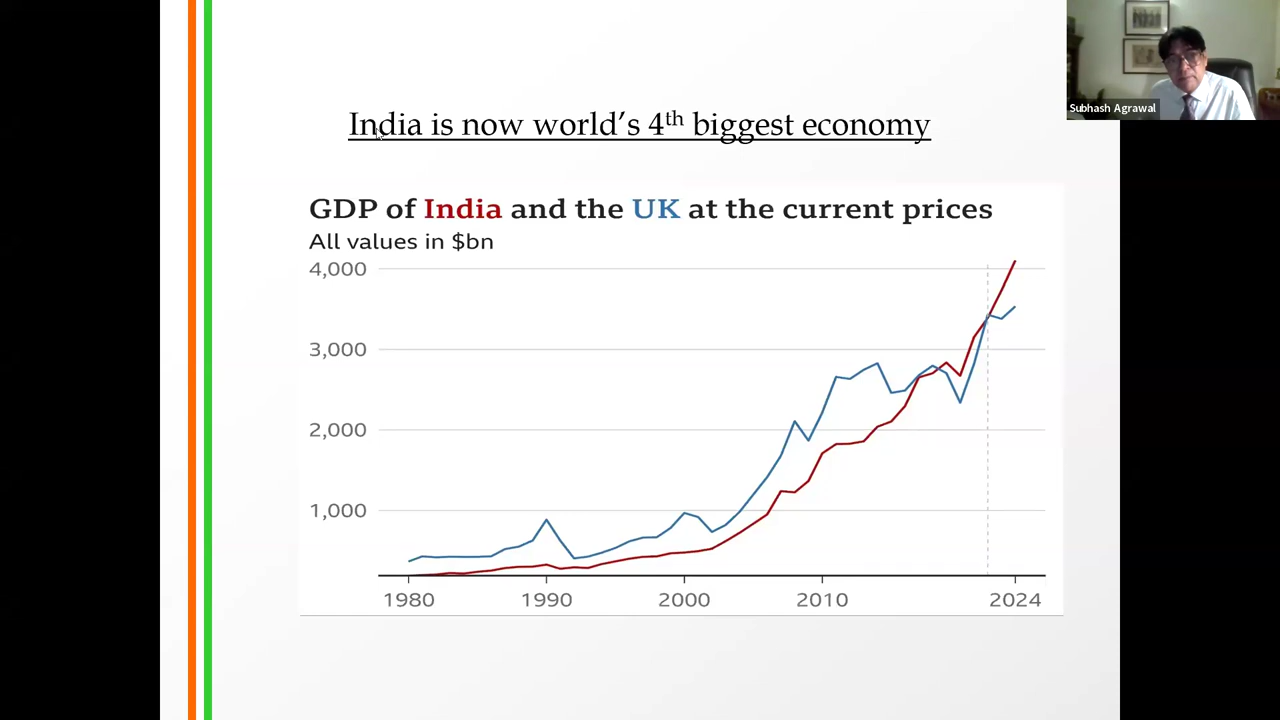 India is now world's 4th biggest economy
GDP of India and the UK at the current prices
All values in $bn
4,000
3,000
2,000
1,000
1980 1990 2000 2010 2024
Subhash Agrawal